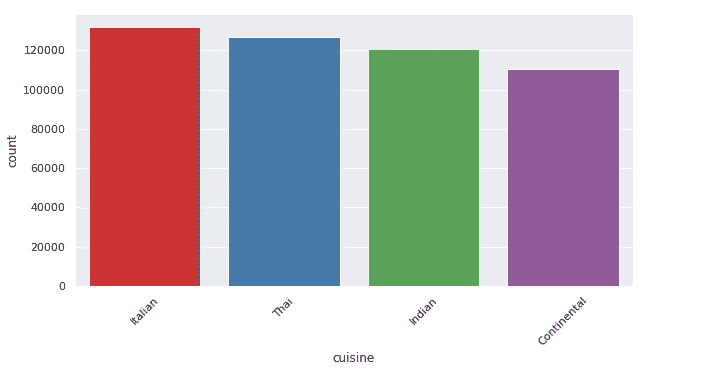 120000
100000
80000
60000
40000
20000
0
count
Italian
Thai
Indian
Continental
cuisine